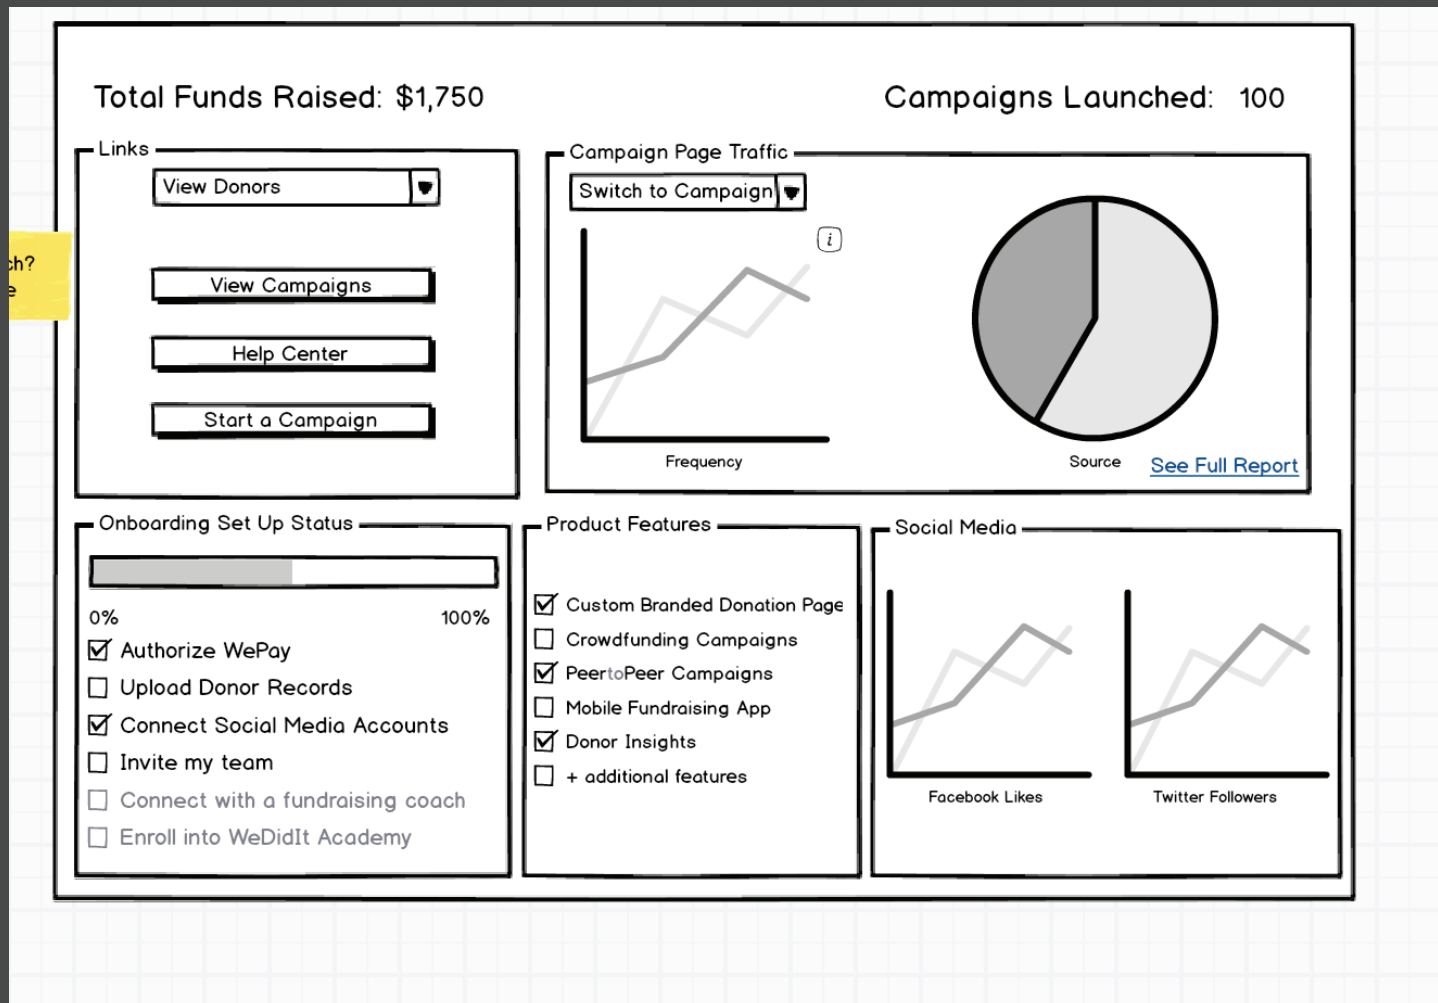 Total Funds Raised: $1,750
Campaigns Launched: 100
Links
View Donors
View Campaigns
Help Center
Start a Campaign
ch?
e
Campaign Page Traffic
Switch to Campaign
i
Frequency
Source
See Full Report
Onboarding Set Up Status
0% 100%
Authorize WePay
Upload Donor Records
Connect Social Media Accounts
Invite my team
Connect with a fundraising coach
Enroll into WeDidIt Academy
Product Features
Custom Branded Donation Page
Crowdfunding Campaigns
PeertoPeer Campaigns
Mobile Fundraising App
Donor Insights
+ additional features
Social Media
Facebook Likes
Twitter Followers